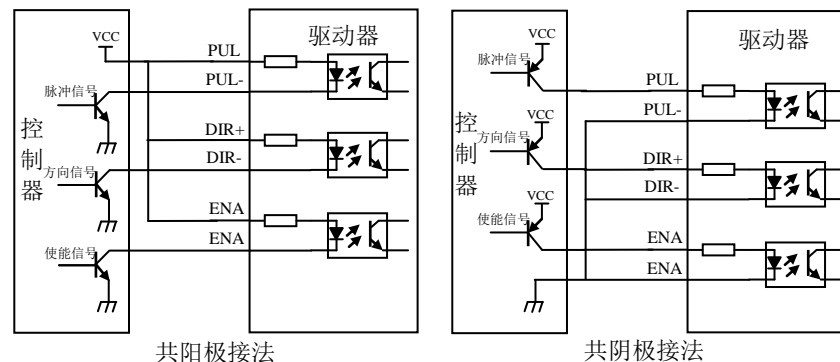 驱动器
VCC
PUL
脉冲信号
PUL-
控制器
DIR+
方向信号
DIR-
ENA
使能信号
ENA
共阳极接法
驱动器
VCC
脉冲信号
PUL
PUL-
VCC
控制器
方向信号
DIR+
DIR-
VCC
使能信号
ENA
ENA
共阴极接法